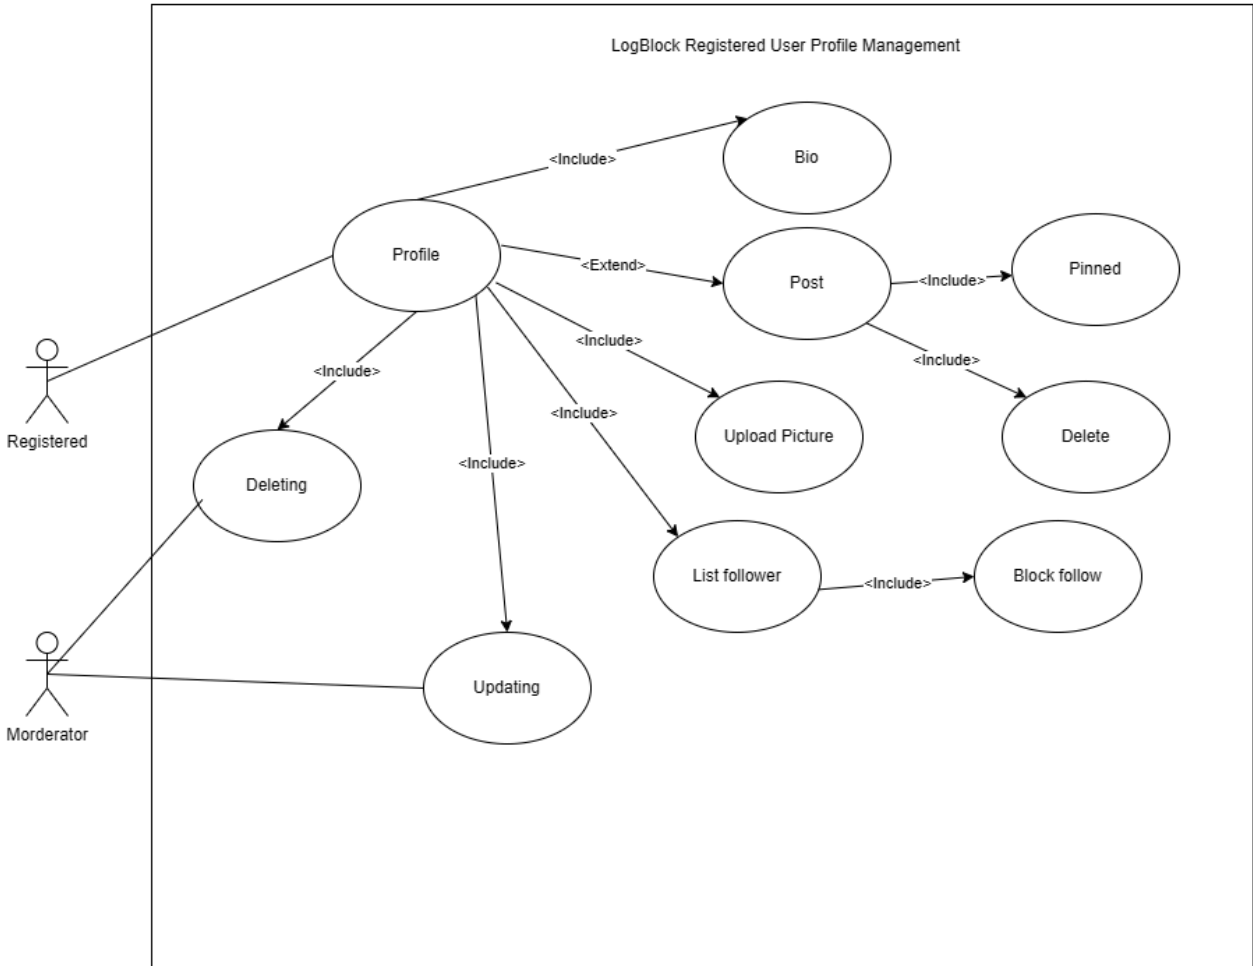 LogBlock Registered User Profile Management
<Include>
Bio
Profile
<Extend>
Post
<Include>
Pinned
<Include>
<Include>
<Include>
Registered
<Include>
Upload Picture
Delete
<Include>
Deleting
List follower
<Include>
Block follow
Updating
Morderator